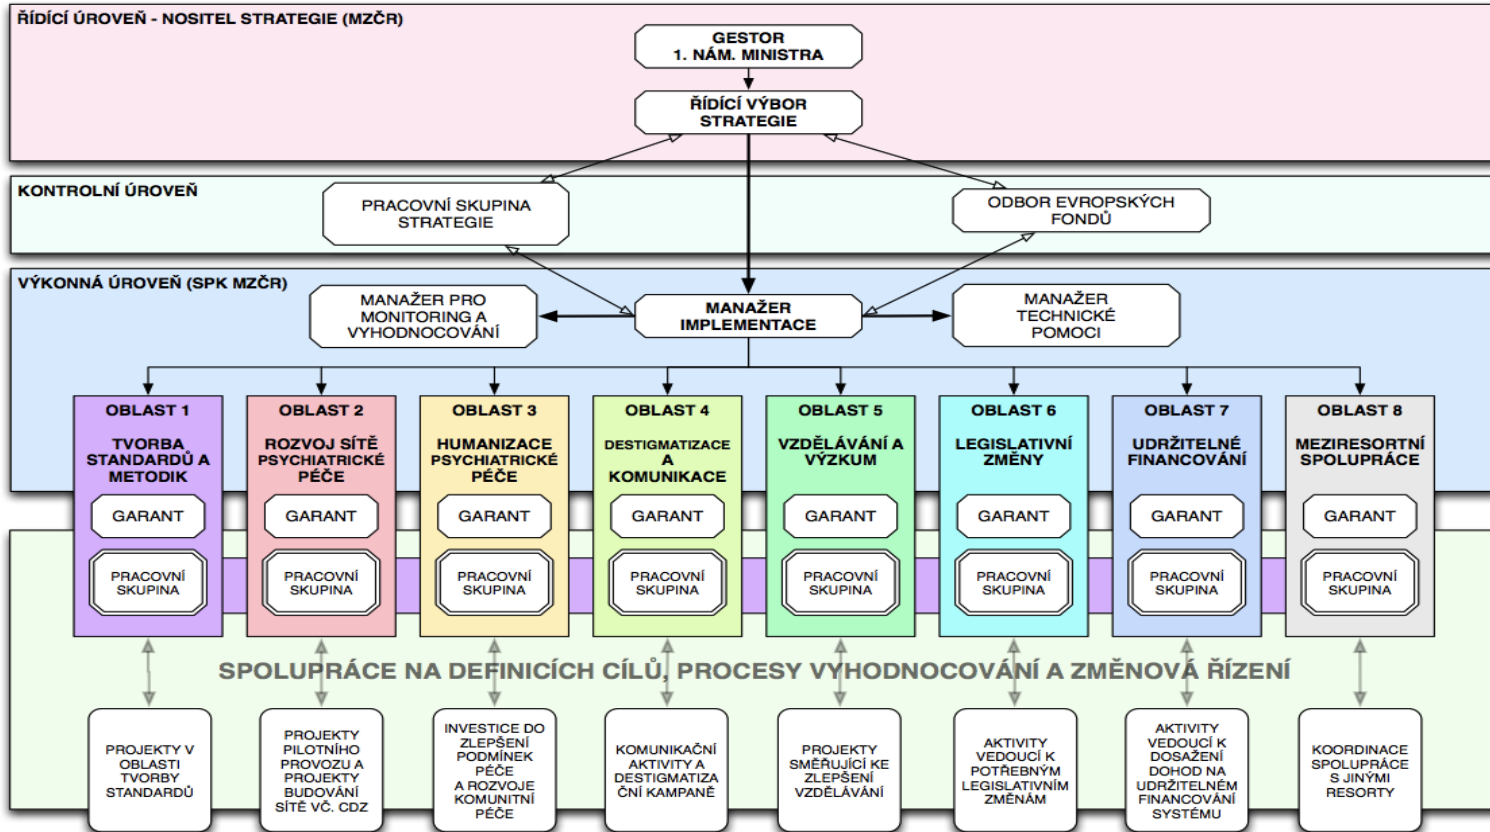 ŘÍDÍCÍ ÚROVEŇ - NOSITEL STRATEGIE (MZČR)
GESTOR
1. NÁM. MINISTRA
ŘÍDÍCÍ VÝBOR
STRATEGIE
KONTROLNÍ ÚROVEŇ
PRACOVNÍ SKUPINA
STRATEGIE
ODBOR EVROPSKÝCH
FONDŮ
VÝKONNÁ ÚROVEŇ (SPK MZČR)
MANAŽER PRO
MONITORING A
VYHODNOCOVÁNÍ
MANAŽER
IMPLEMENTACE
MANAŽER
TECHNICKÉ
POMOCI
OBLAST 1
TVORBA
STANDARDŮ A
METODIK
GARANT
PRACOVNÍ
SKUPINA
OBLAST 2
ROZVOJ SÍTĚ
PSYCHIATRICKÉ
PÉČE
GARANT
PRACOVNÍ
SKUPINA
OBLAST 3
HUMANIZACE
PSYCHIATRICKÉ
PÉČE
GARANT
PRACOVNÍ
SKUPINA
OBLAST 4
DESTIGMATIZACE
A
KOMUNIKACE
GARANT
PRACOVNÍ
SKUPINA
OBLAST 5
VZDĚLÁVÁNÍ A
VÝZKUM
GARANT
PRACOVNÍ
SKUPINA
OBLAST 6
LEGISLATIVNÍ
ZMĚNY
GARANT
PRACOVNÍ
SKUPINA
OBLAST 7
UDRŽITELNÉ
FINANCOVÁNÍ
GARANT
PRACOVNÍ
SKUPINA
OBLAST 8
MEZIRESORTNÍ
SPOLUPRÁCE
GARANT
PRACOVNÍ
SKUPINA
SPOLUPRÁCE NA DEFINICÍCH CÍLŮ, PROCESY VYHODNOCOVÁNÍ A ZMĚNOVÁ ŘÍZENÍ
PROJEKTY V
OBLASTI
TVORBY
STANDARDŮ
PROJEKTY
PILOTNÍHO
PROVOZU A
PROJEKTY
BUDOVÁNÍ
SÍTĚ VČ. CDZ
INVESTICE DO
ZLEPŠENÍ
PODMÍNEK
PÉČE
A ROZVOJE
KOMUNITNÍ
PÉČE
KOMUNIKAČNÍ
AKTIVITY A
DESTIGMATIZA
ČNÍ KAMPANĚ
PROJEKTY
SMĚŘUJÍCÍ KE
ZLEPŠENÍ
VZDĚLÁVÁNÍ
AKTIVITY
VEDOUCÍ K
POTŘEBNÝM
LEGISLATIVNÍM
ZMĚNÁM
AKTIVITY
VEDOUCÍ K
DOSAŽENÍ
DOHOD NA
UDRŽITELNÉM
FINANCOVÁNÍ
SYSTÉMU
KOORDINACE
SPOLUPRÁCE
S JINÝMI
RESORTY